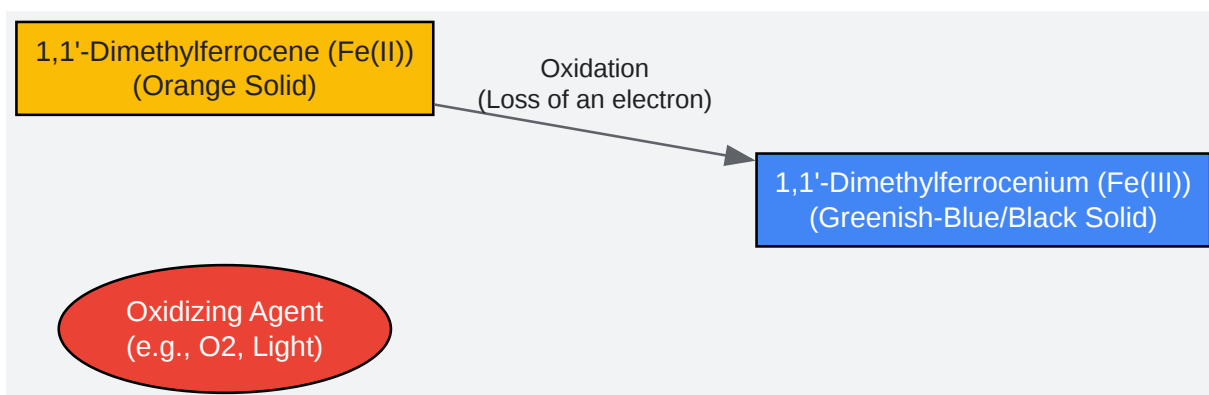 1,1'-Dimethylferrocene (Fe(II))
(Orange Solid)
Oxidation
(Loss of an electron)
1,1'-Dimethylferrocenium (Fe(III))
(Greenish-Blue/Black Solid)
Oxidizing Agent
(e.g., O2, Light)